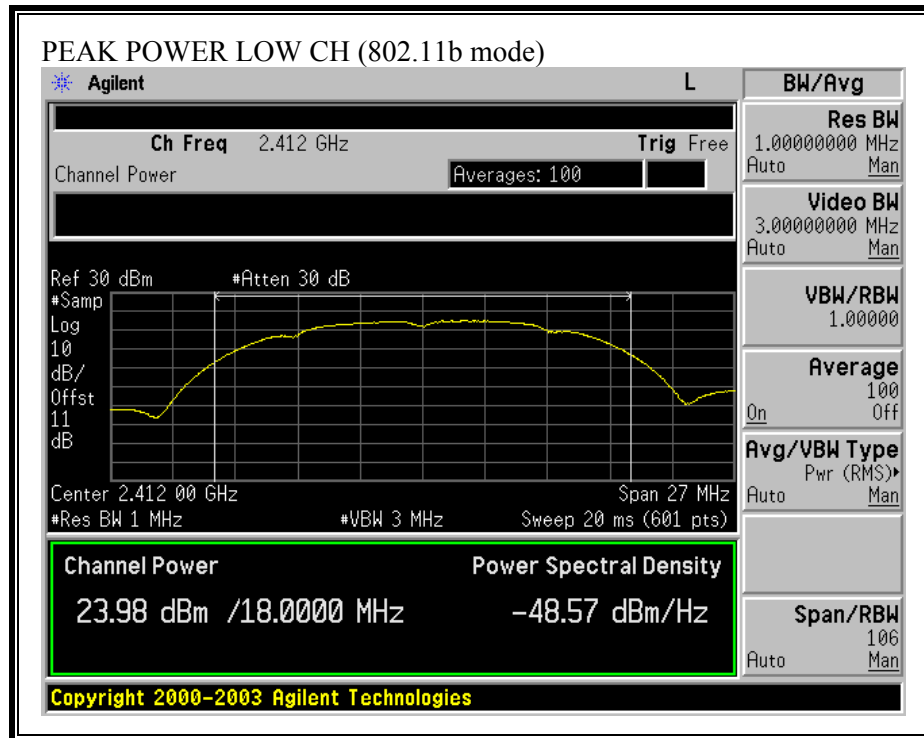 PEAK POWER LOW CH (802.11b mode)
Agilent L BW/Avg
Ch Freq 2.412 GHz Trig Free
Channel Power Averages: 100
Res BW
1.00000000 MHz
Auto Man
Video BW
3.00000000 MHz
Auto Man
VBW/RBW
1.00000
Average
100
On Off
Avg/VBW Type
Pwr (RMS)
Auto Man
Span/RBW
106
Auto Man
Ref 30 dBm #Atten 30 dB
#Samp
Log
10
dB/
Offst
11
dB
Center 2.412 00 GHz Span 27 MHz
#Res BW 1 MHz #VBW 3 MHz Sweep 20 ms (601 pts)
Channel Power Power Spectral Density
23.98 dBm /18.0000 MHz -48.57 dBm/Hz
Copyright 2000-2003 Agilent Technologies